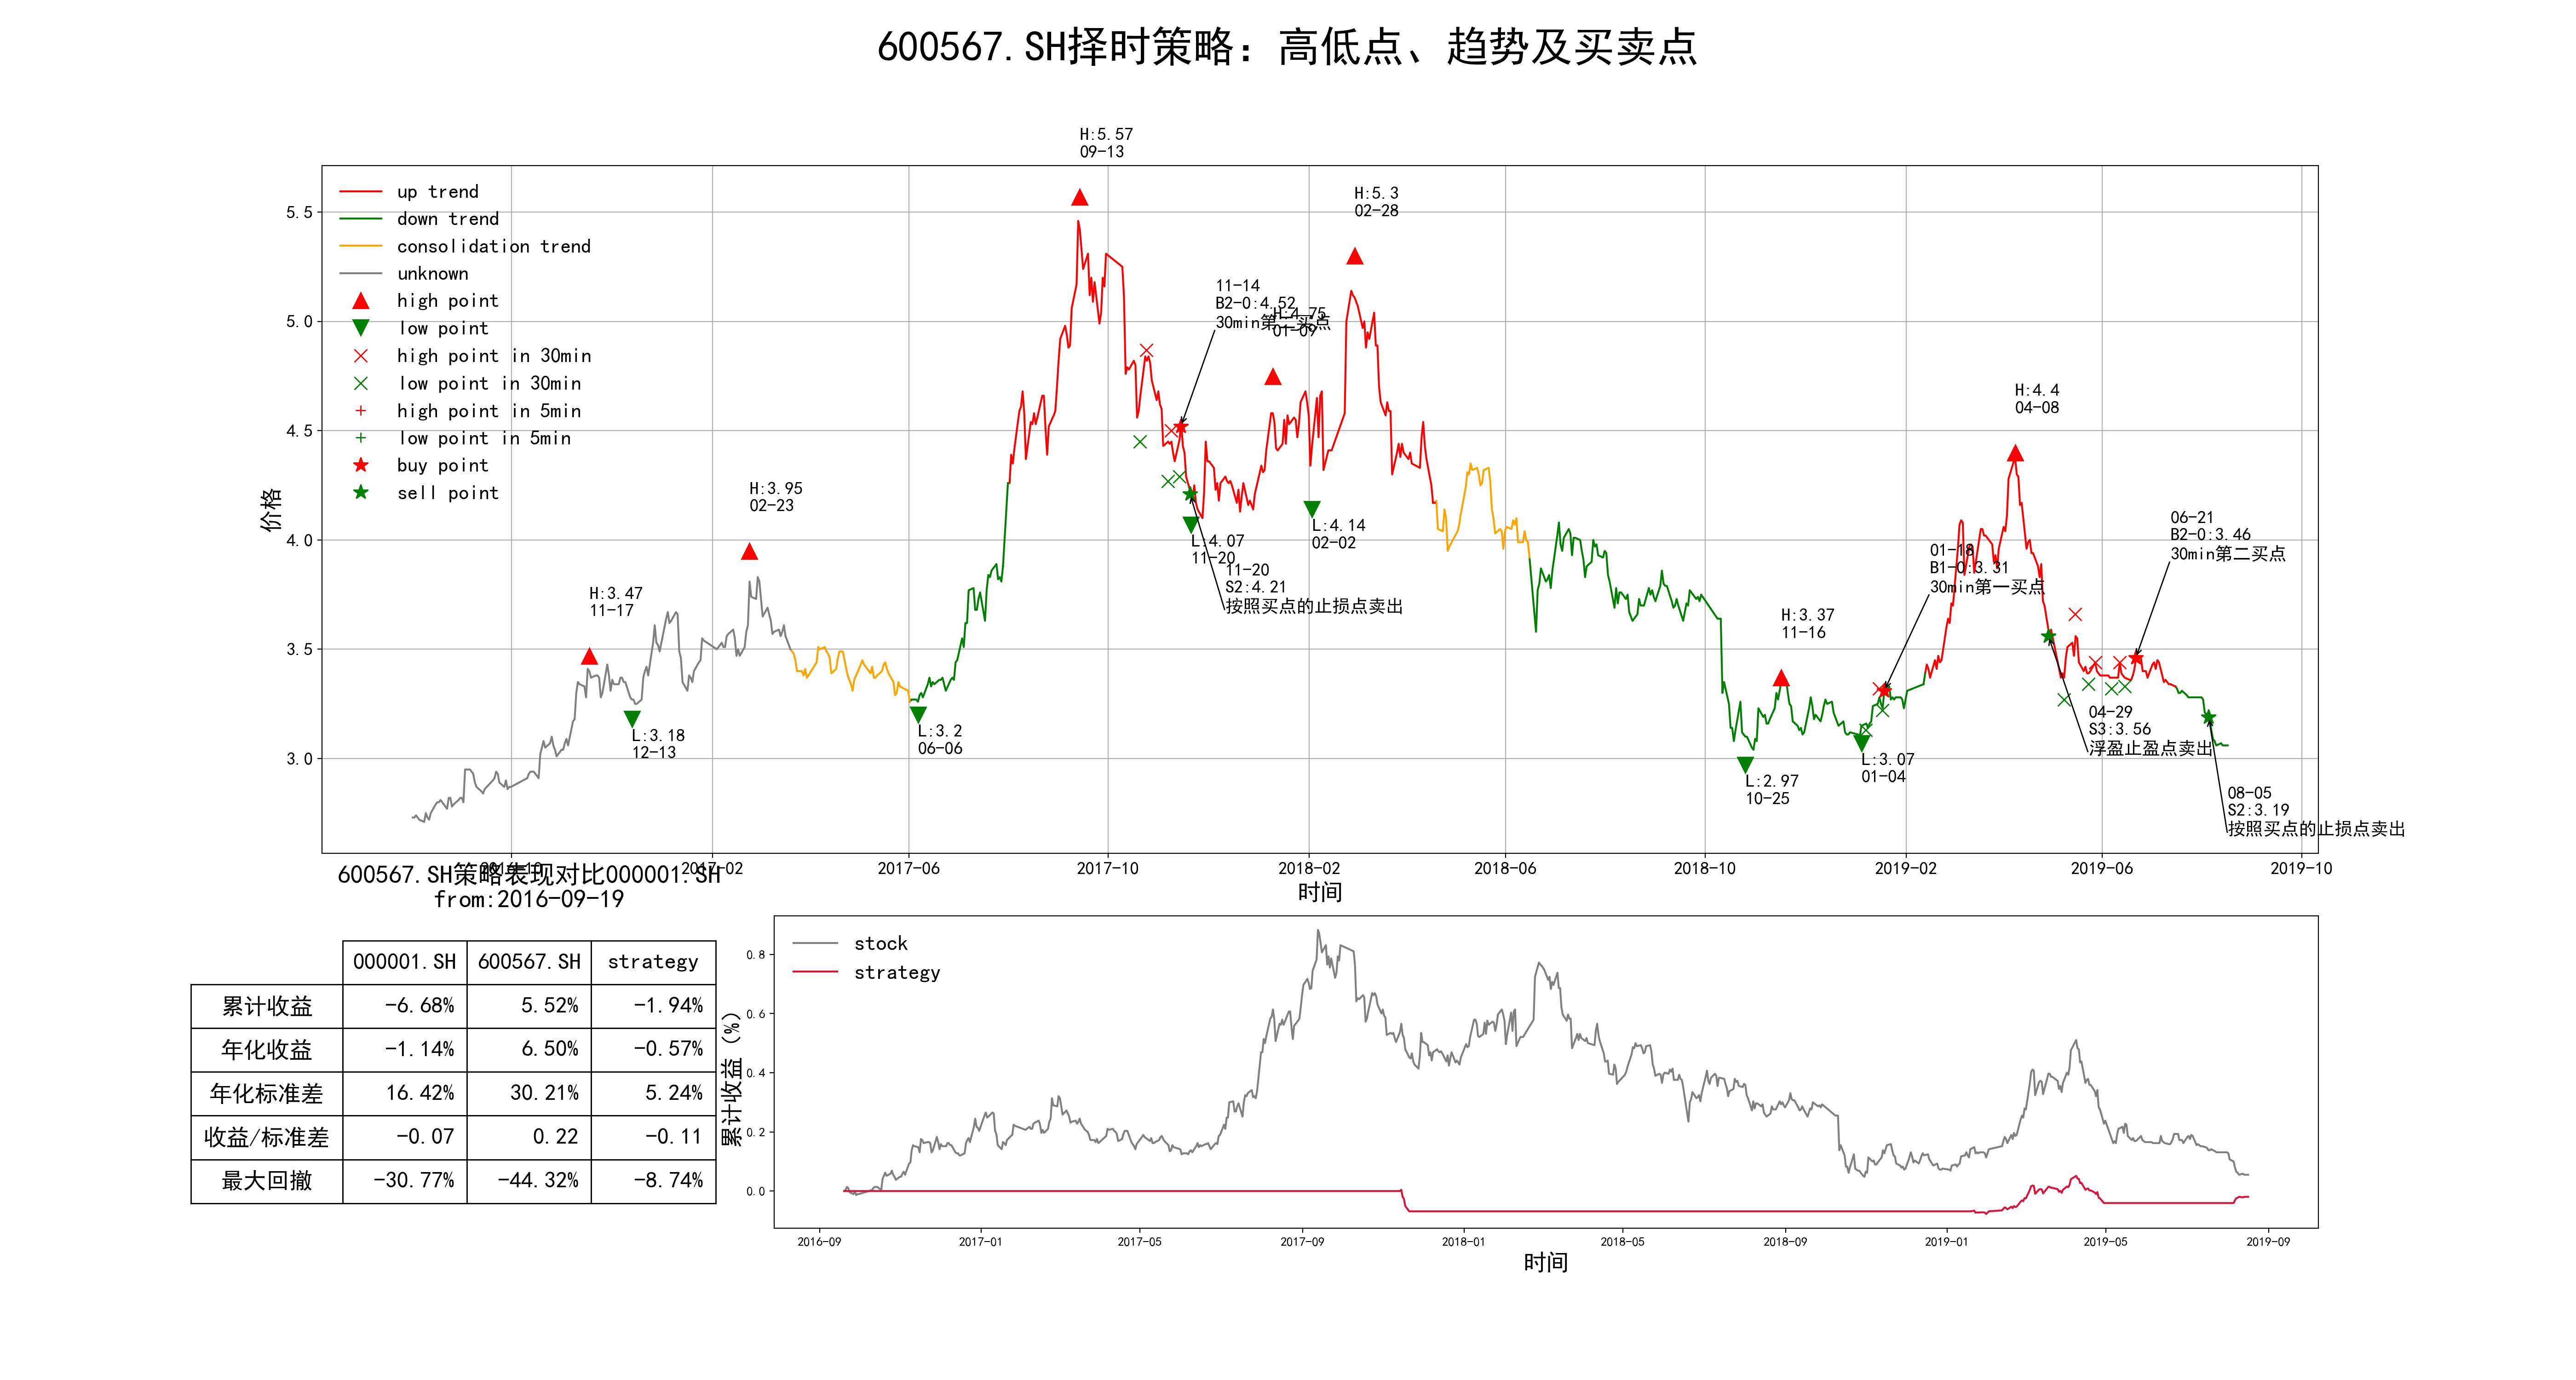 600567.SH择时策略：高低点、趋势及买卖点
H:5.57
09-13
up trend
down trend
consolidation trend
unknown
high point
low point
high point in 30min
low point in 30min
high point in 5min
low point in 5min
buy point
sell point
价格
5.5
5.0
4.5
4.0
3.5
3.0
H:3.47
11-17
L:3.18
12-13
H:3.95
02-23
L:3.2
06-06
11-14
B2-0:4.52
30min第二买点
H:4.75
01-09
H:5.3
02-28
L:4.07
11-20
11-20
S2:4.21
按照买点的止损点卖出
L:4.14
02-02
L:2.97
10-25
H:3.37
11-16
L:3.07
01-04
01-18
B1-0:3.31
30min第一买点
H:4.4
04-08
04-29
S3:3.56
浮盈止盈点卖出
06-21
B2-0:3.46
30min第二买点
08-05
S2:3.19
按照买点的止损点卖出
2016-10
2017-02
2017-06
2017-10
2018-02
2018-06
2018-10
2019-02
2019-06
2019-10
时间
600567.SH策略表现对比000001.SH
from:2016-09-19
000001.SH 600567.SH strategy
累计收益 -6.68% 5.52% -1.94%
年化收益 -1.14% 6.50% -0.57%
年化标准差 16.42% 30.21% 5.24%
收益/标准差 -0.07 0.22 -0.11
最大回撤 -30.77% -44.32% -8.74%
stock
strategy
累计收益（%）
0.8
0.6
0.4
0.2
0.0
2016-09
2017-01
2017-05
2017-09
2018-01
2018-05
2018-09
2019-01
2019-05
2019-09
时间